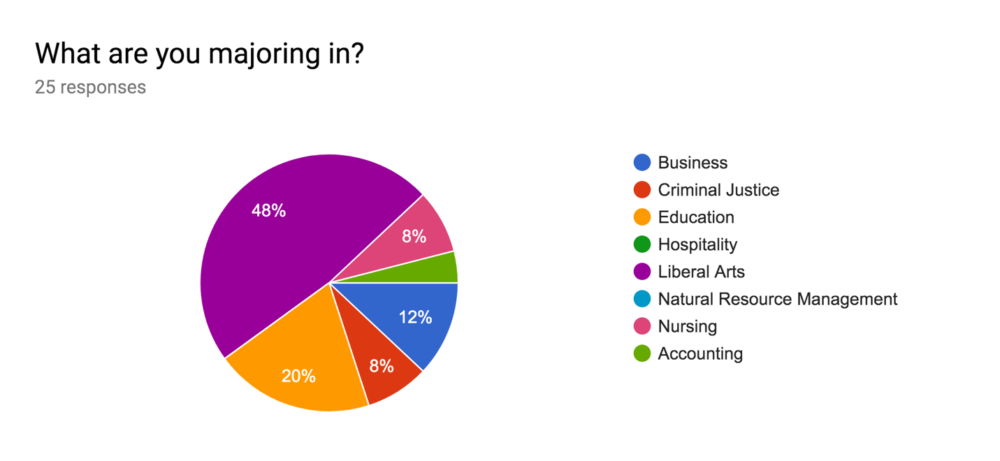 What are you majoring in?
25 responses
48%
8%
12%
8%
20%
Business
Criminal Justice
Education
Hospitality
Liberal Arts
Natural Resource Management
Nursing
Accounting